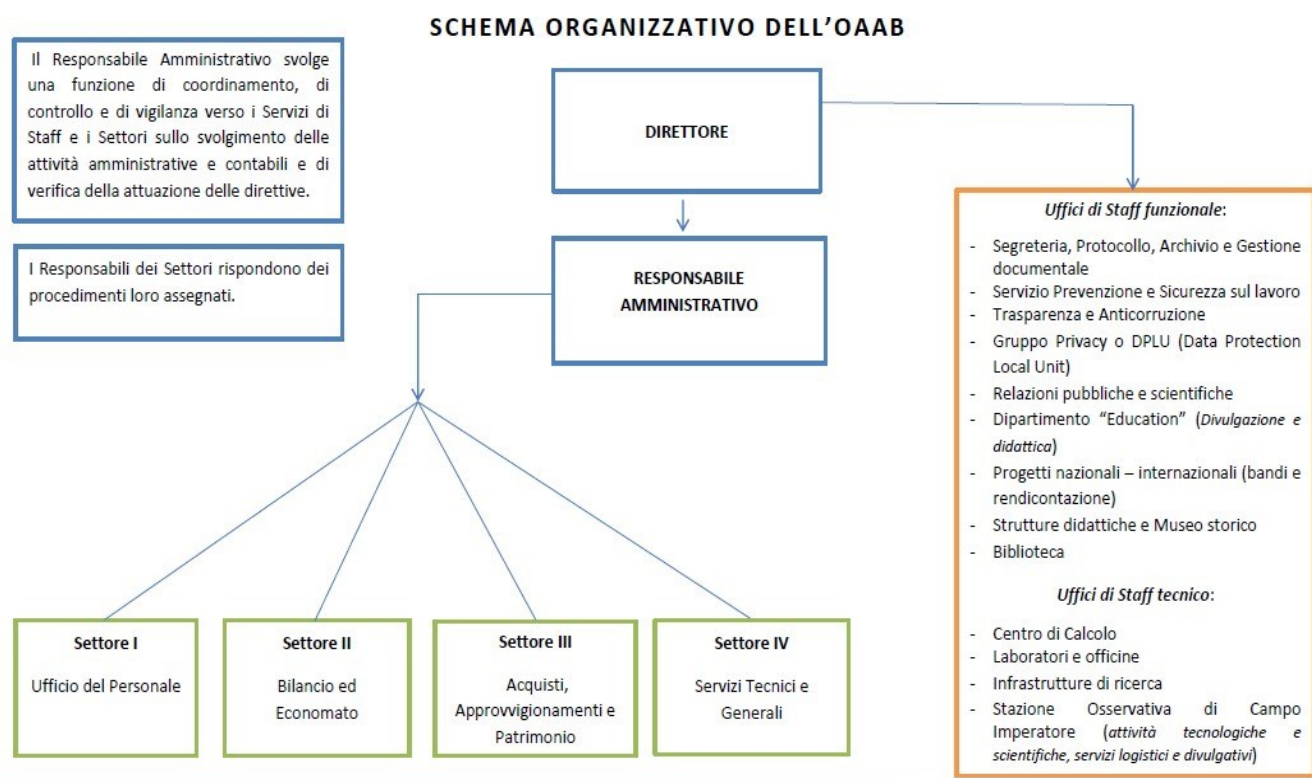 SCHEMA ORGANIZZATIVO DELL'OAAB
Il Responsabile Amministrativo svolge
una funzione di coordinamento, di
controllo e di vigilanza verso i Servizi di
Staff e i Settori sullo svolgimento delle
attività amministrative e contabili e di
verifica della attuazione delle direttive.
I Responsabili dei Settori rispondono dei
procedimenti loro assegnati.
DIRETTORE
RESPONSABILE
AMMINISTRATIVO
Uffici di Staff funzionale:
- Segreteria, Protocollo, Archivio e Gestione
documentale
- Servizio Prevenzione e Sicurezza sul lavoro
- Trasparenza e Anticorruzione
- Gruppo Privacy o DPLU (Data Protection
Local Unit)
- Relazioni pubbliche e scientifiche
- Dipartimento "Education" (Divulgazione e
didattica)
- Progetti nazionali – internazionali (bandi e
rendicontazione)
- Strutture didattiche e Museo storico
- Biblioteca
Uffici di Staff tecnico:
- Centro di Calcolo
- Laboratori e officine
- Infrastrutture di ricerca
- Stazione Osservativa di Campo
Imperatore (attività tecnologiche e
scientifiche, servizi logistici e divulgativi)
Settore I
Ufficio del Personale
Settore II
Bilancio ed
Economato
Settore III
Acquisti,
Approvvigionamenti e
Patrimonio
Settore IV
Servizi Tecnici e
Generali